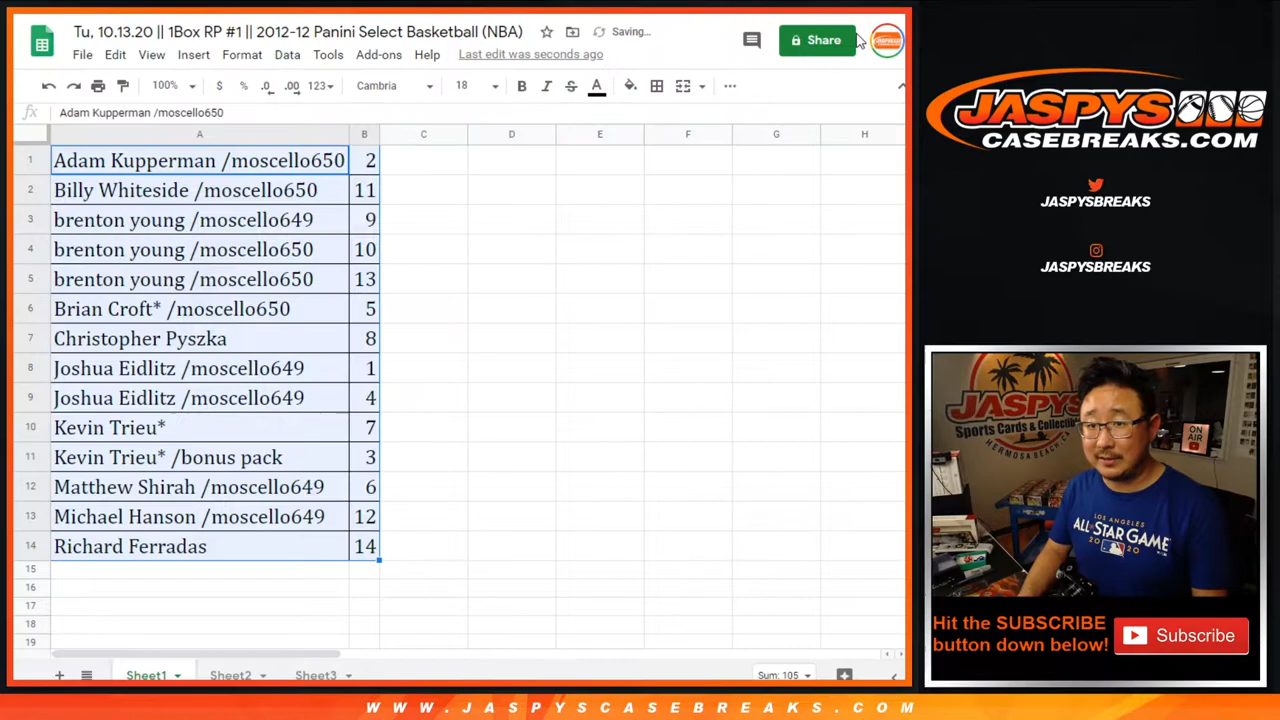 Tu, 10.13.20 || 1Box RP #1 || 2012-12 Panini Select Basketball (NBA)
Saving...
Share
File Edit View Insert Format Data Tools Add-ons Help Last edit was seconds ago
100% $ % .0 .00 123 Cambria 18 B I S A
fx Adam Kupperman /moscello650
A B C D E F G H
1 Adam Kupperman /moscello650 2
2 Billy Whiteside /moscello650 11
3 brenton young /moscello649 9
4 brenton young /moscello650 10
5 brenton young /moscello650 13
6 Brian Croft* /moscello650 5
7 Christopher Pyszka 8
8 Joshua Eidlitz /moscello649 1
9 Joshua Eidlitz /moscello649 4
10 Kevin Trieu* 7
11 Kevin Trieu* /bonus pack 3
12 Matthew Shirah /moscello649 6
13 Michael Hanson /moscello649 12
14 Richard Ferradas 14
15
16
17
18
19
Sheet1 Sheet2 Sheet3 Sum: 105
JASPYS
CASEBREAKS.COM
JASPYSBREAKS
JASPYSBREAKS
JASPYS
Sports Cards & Collectibles
HERMOSA BEACH, CA
ON
AIR
LOS ANGELES
ALL STAR GAME
2020
Hit the SUBSCRIBE
button down below!
Subscribe
WWW.JASPYSCASEBREAKS.COM